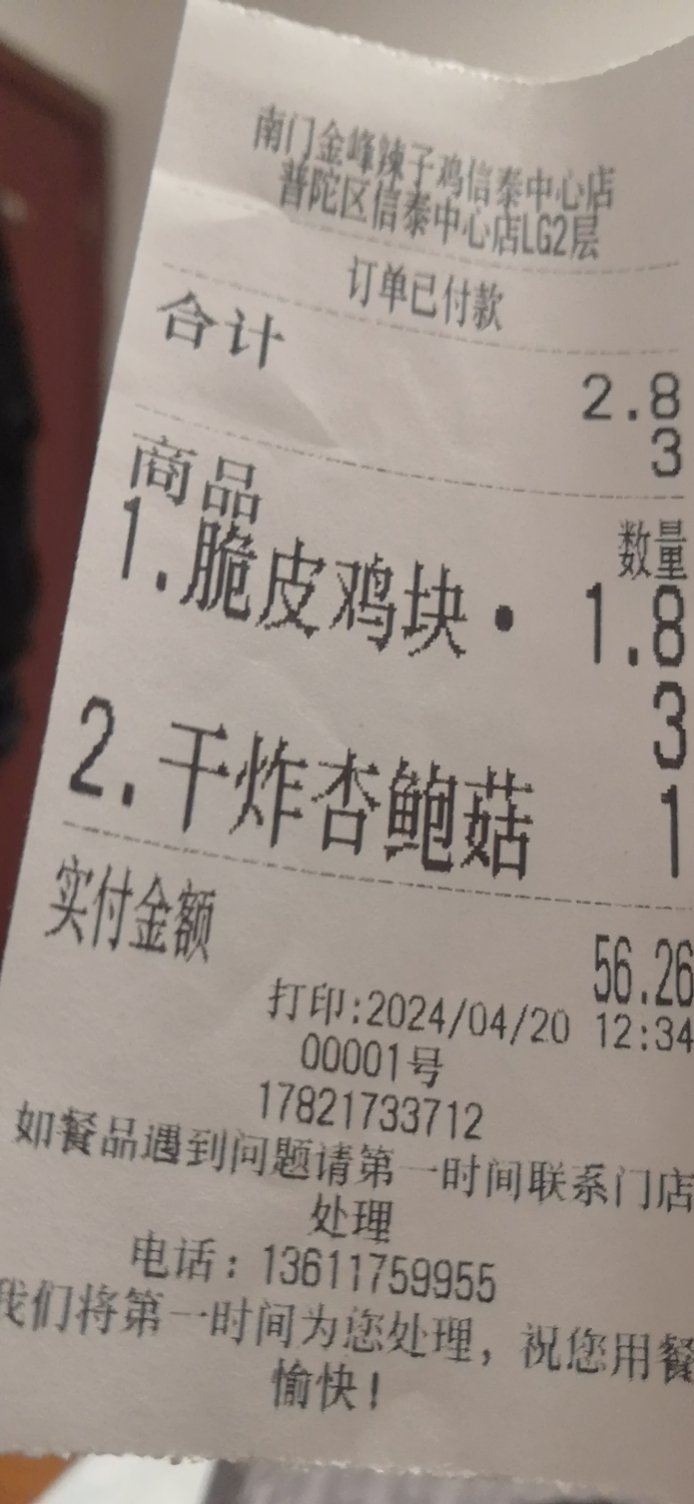 南门金峰辣子鸡信泰中心店
普陀区信泰中心店LG2层
订单已付款
合计
2.8
3
商品 数量
1.脆皮鸡块· 1.8
3
2.干炸杏鲍菇 1
实付金额 56.26
打印:2024/04/20 12:34
00001号
17821733712
如餐品遇到问题请第一时间联系门店
处理
电话:13611759955
我们将第一时间为您处理，祝您用餐
愉快!